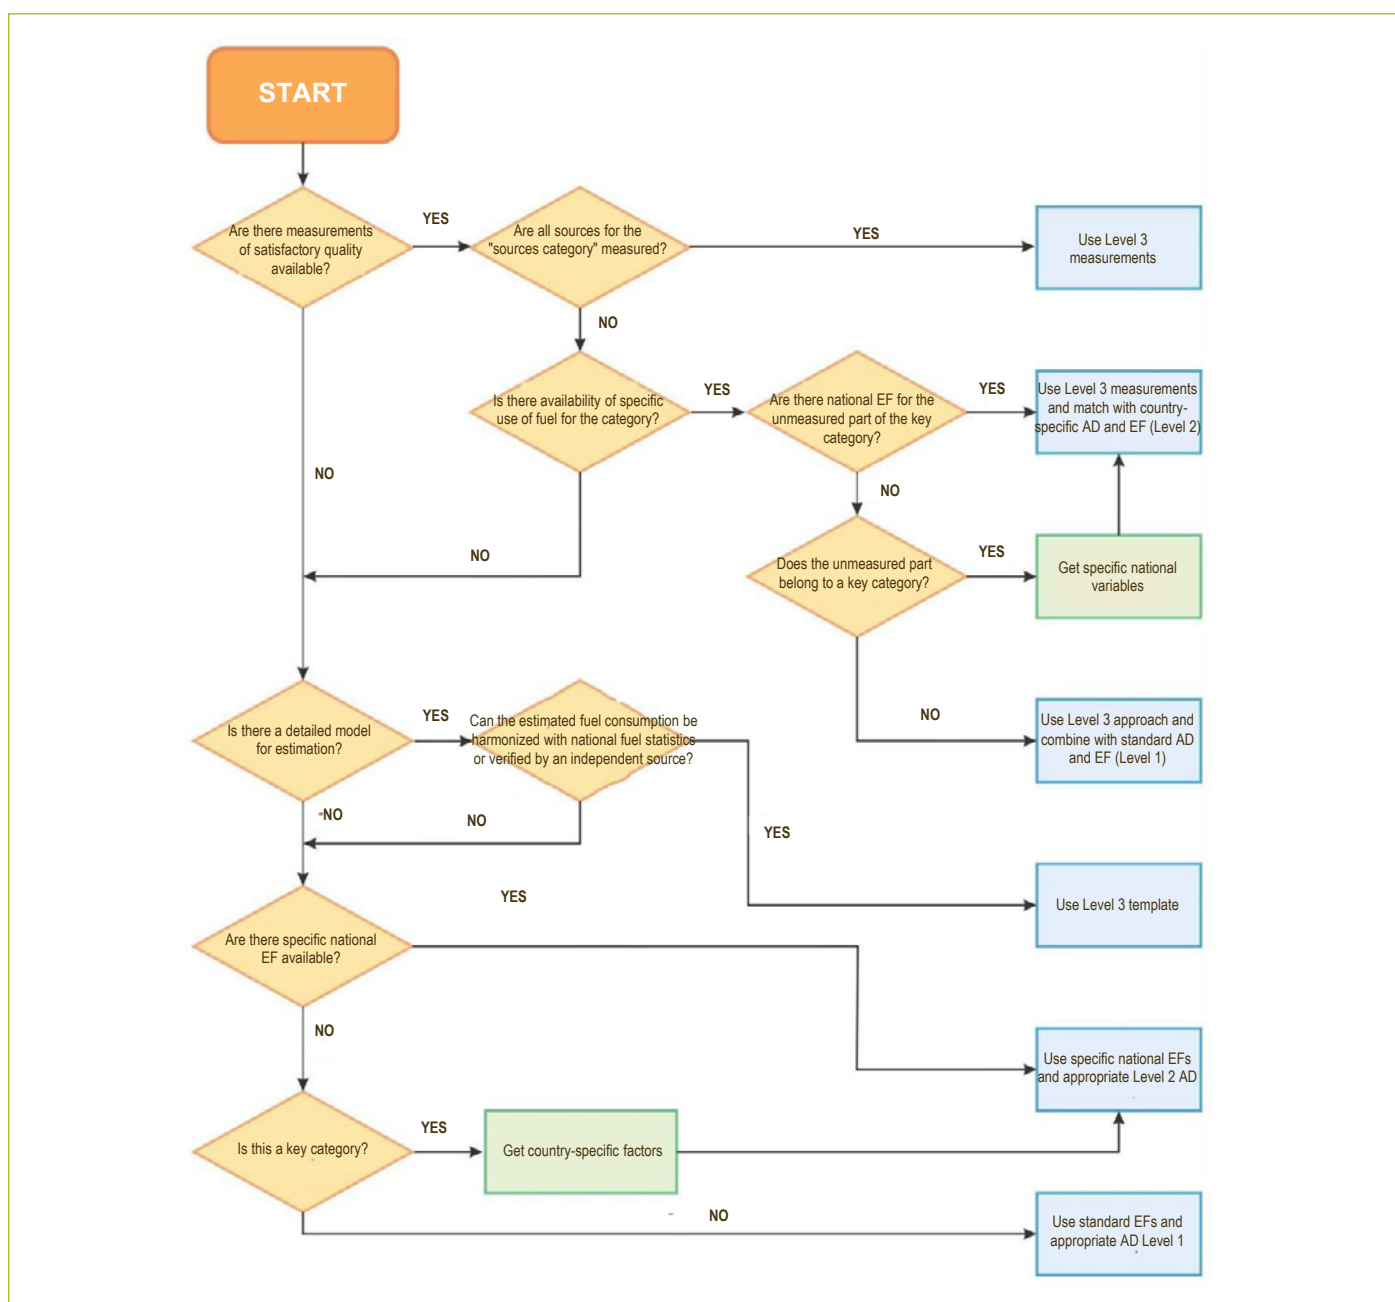 START
Are there measurements
of satisfactory quality
available?
YES
Are all sources for the
"sources category" measured?
YES
Use Level 3
measurements
NO
Is there availability of specific
use of fuel for the category?
YES
Are there national EF for the
unmeasured part of the key
category?
YES
Use Level 3 measurements
and match with country-
specific AD and EF (Level 2)
NO
NO
NO
Does the unmeasured part
belong to a key category?
YES
Get specific national
variables
Is there a detailed model
for estimation?
YES
Can the estimated fuel consumption be
harmonized with national fuel statistics
or verified by an independent source?
NO
Use Level 3 approach and
combine with standard AD
and EF (Level 1)
NO
NO
YES
YES
Use Level 3 template
Are there specific national
EF available?
NO
Use specific national EFs
and appropriate Level 2 AD
Is this a key category?
YES
Get country-specific factors
NO
Use standard EFs and
appropriate AD Level 1